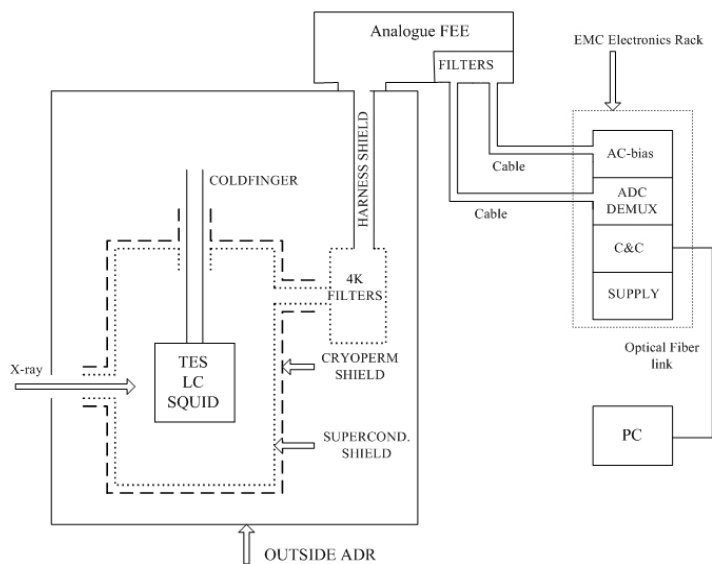 Analogue FEE
FILTERS
EMC Electronics Rack
HARNESS SHIELD
AC-bias
Cable
ADC
DEMUX
Cable
C&C
SUPPLY
COLDFINGER
4K
FILTERS
TES
LC
SQUID
X-ray
CRYOPERM
SHIELD
SUPERCOND.
SHIELD
Optical Fiber
link
PC
OUTSIDE ADR